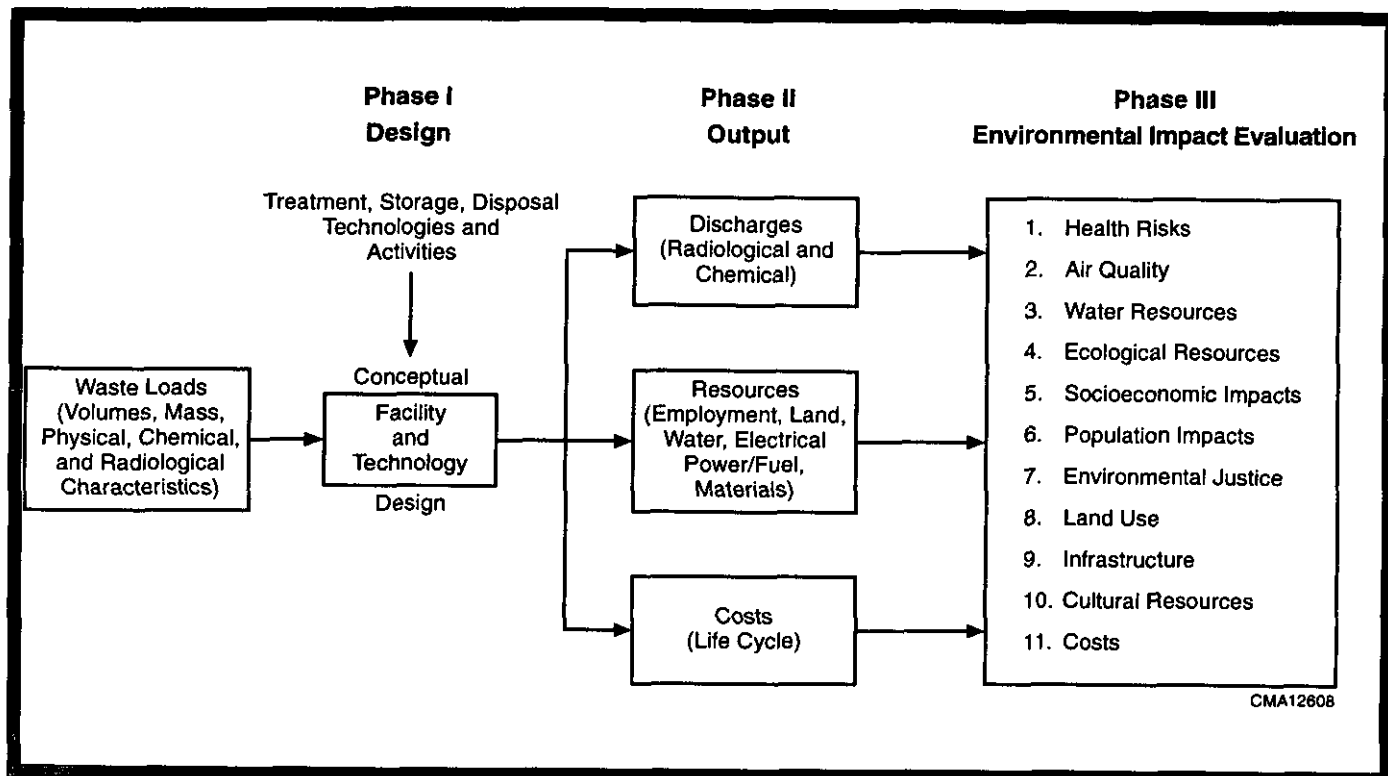 Phase I
Design
Phase II
Output
Phase III
Environmental Impact Evaluation
Treatment, Storage, Disposal
Technologies and
Activities
Waste Loads
(Volumes, Mass,
Physical, Chemical,
and Radiological
Characteristics)
Conceptual
Facility
and
Technology
Design
Discharges
(Radiological and
Chemical)
Resources
(Employment, Land,
Water, Electrical
Power/Fuel,
Materials)
Costs
(Life Cycle)
1. Health Risks
2. Air Quality
3. Water Resources
4. Ecological Resources
5. Socioeconomic Impacts
6. Population Impacts
7. Environmental Justice
8. Land Use
9. Infrastructure
10. Cultural Resources
11. Costs
CMA12608